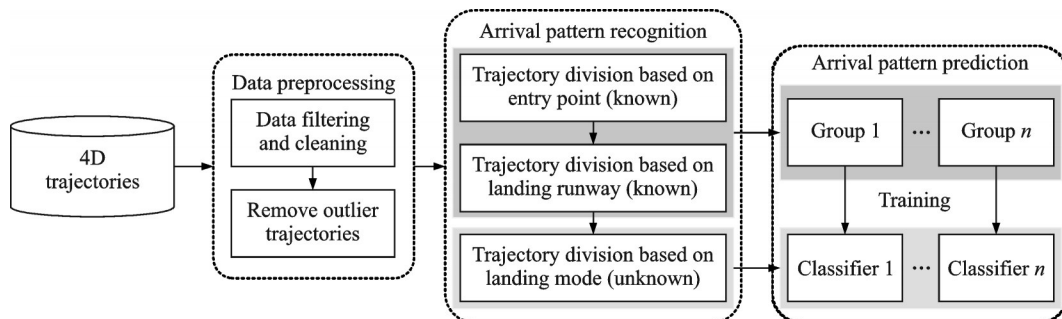 4D
trajectories
Data preprocessing
Data filtering
and cleaning
Remove outlier
trajectories
Arrival pattern recognition
Trajectory division based on
entry point (known)
Trajectory division based on
landing runway (known)
Trajectory division based on
landing mode (unknown)
Arrival pattern prediction
Group 1 ··· Group n
Training
Classifier 1 ··· Classifier n